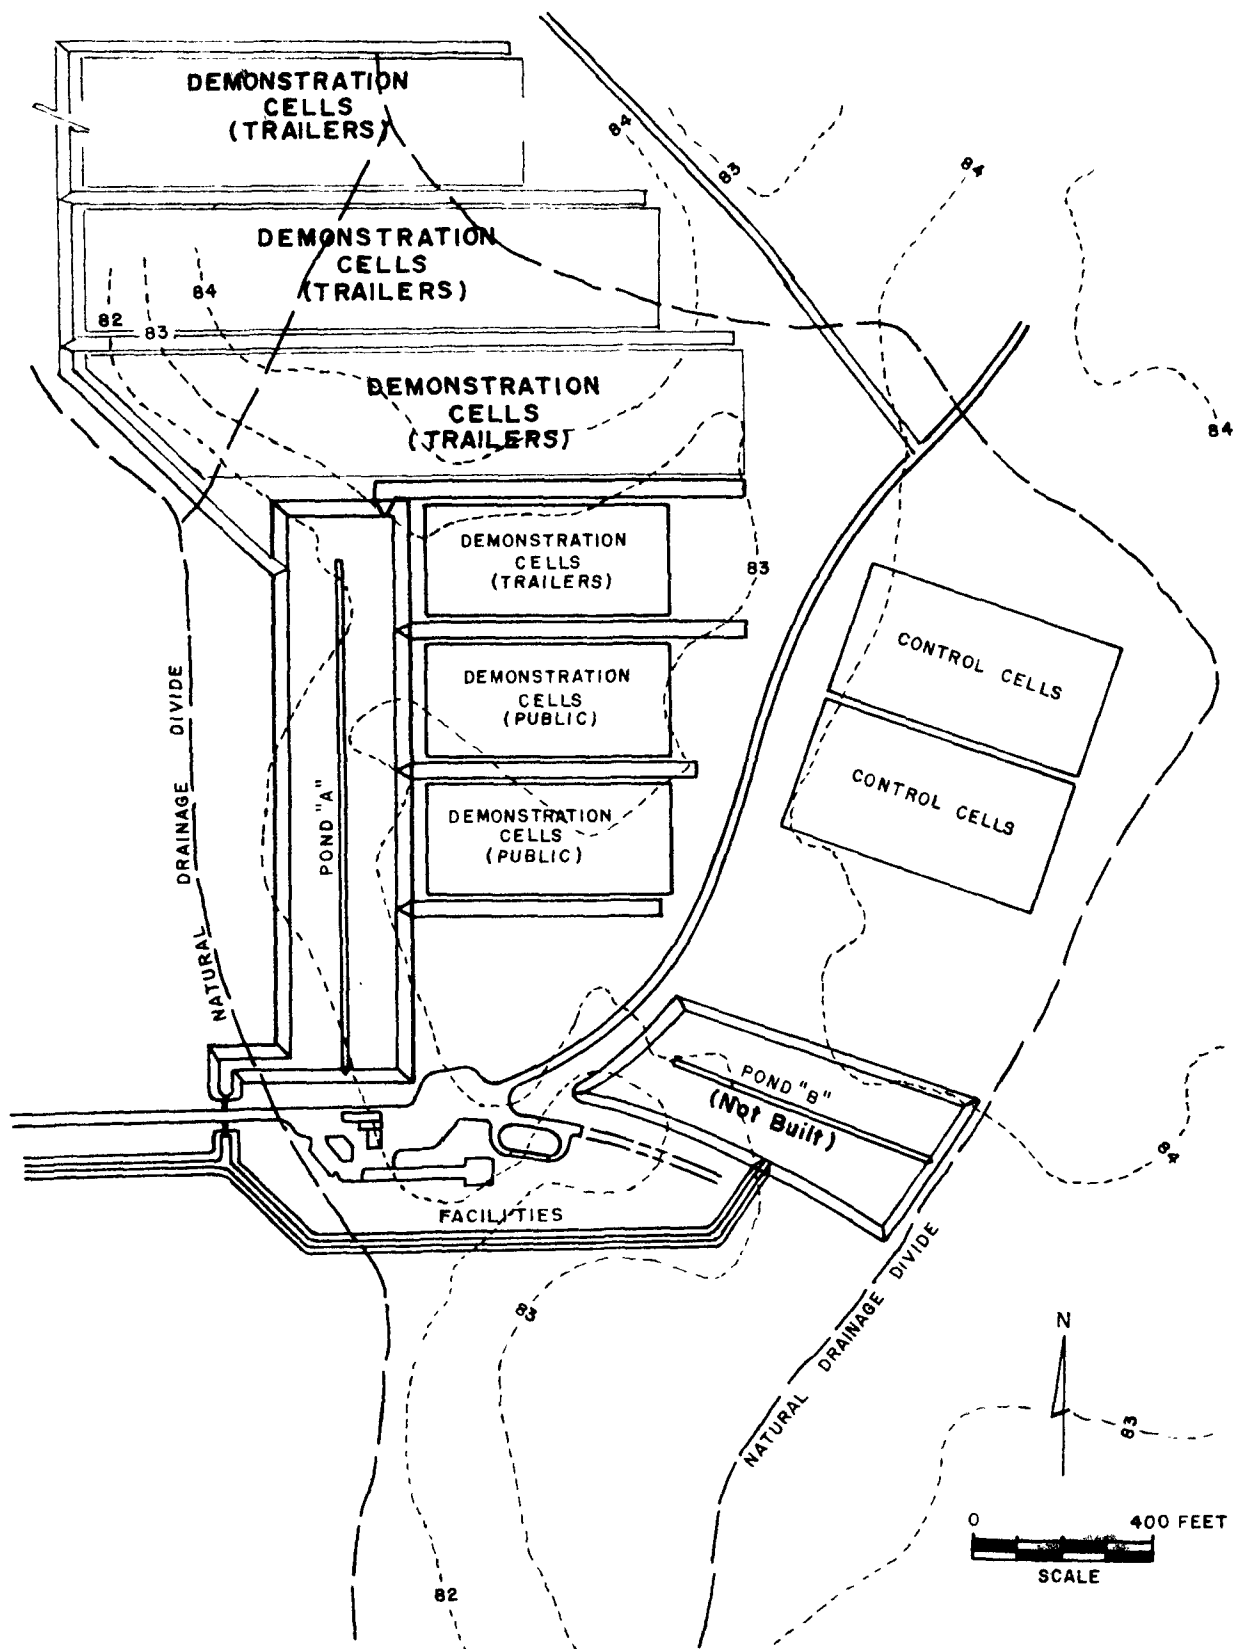 DEMONSTRATION
CELLS
(TRAILERS)
84
83
84
DEMONSTRATION
CELLS
(TRAILERS)
84
82
83
DEMONSTRATION
CELLS
(TRAILERS)
84
DEMONSTRATION
CELLS
(TRAILERS)
83
CONTROL CELLS
DEMONSTRATION
CELLS
(PUBLIC)
CONTROL CELLS
DEMONSTRATION
CELLS
(PUBLIC)
POND "A"
NATURAL DRAINAGE DIVIDE
POND "B"
(Not Built)
84
FACILITIES
NATURAL DRAINAGE DIVIDE
83
N
83
0 400 FEET
SCALE
82